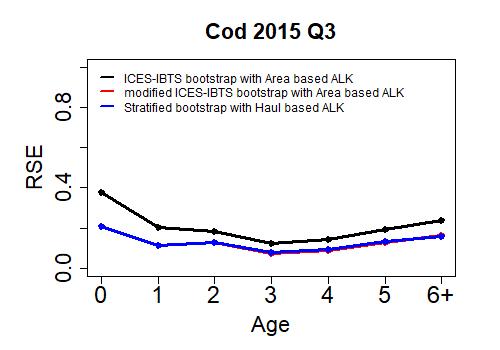 Cod 2015 Q3
ICES-IBTS bootstrap with Area based ALK
modified ICES-IBTS bootstrap with Area based ALK
Stratified bootstrap with Haul based ALK
RSE
0.8
0.4
0.0
0 1 2 3 4 5 6+
Age